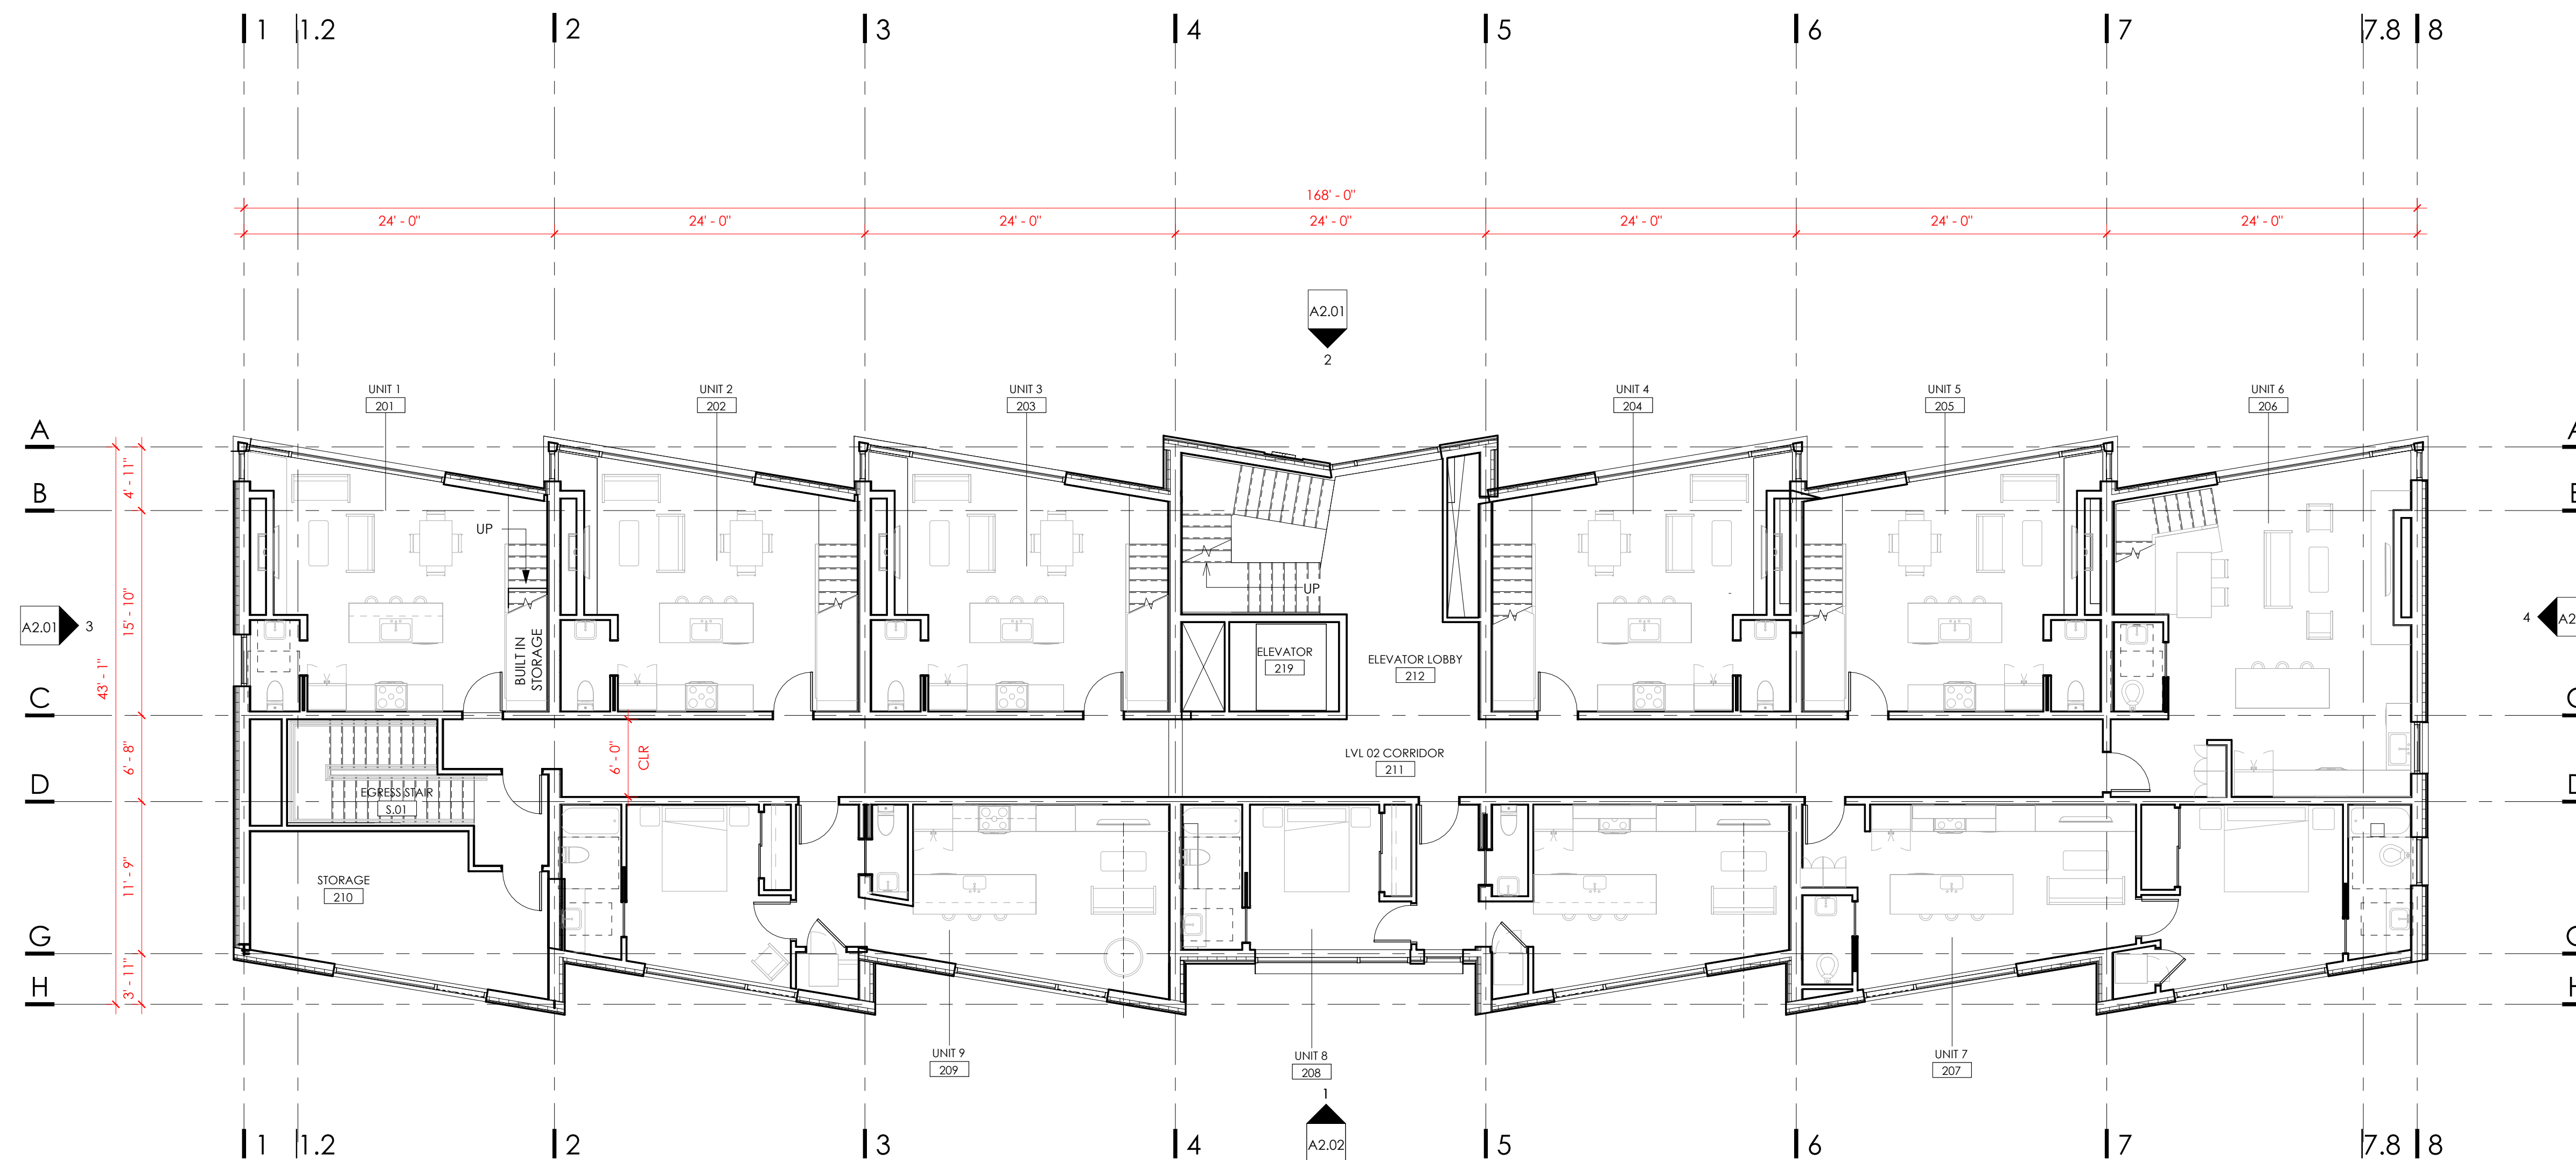 1 1.2 2 3 4 5 6 7 7.8 8
168' - 0"
24' - 0" 24' - 0" 24' - 0" 24' - 0" 24' - 0" 24' - 0" 24' - 0"
A2.01
2
UNIT 1
201
UNIT 2
202
UNIT 3
203
UNIT 4
204
UNIT 5
205
UNIT 6
206
A
B
C
D
G
H
4' - 11"
15' - 10"
6' - 8"
11' - 9"
3' - 11"
43' - 1"
A2.01
3
UP
BUILT IN
STORAGE
UP
ELEVATOR
219
ELEVATOR LOBBY
212
4
A2
6' - 0"
CLR
LVL 02 CORRIDOR
211
EGRESS STAIR
S.01
STORAGE
210
UNIT 9
209
UNIT 8
208
UNIT 7
207
1
A2.02
1 1.2 2 3 4 5 6 7 7.8 8